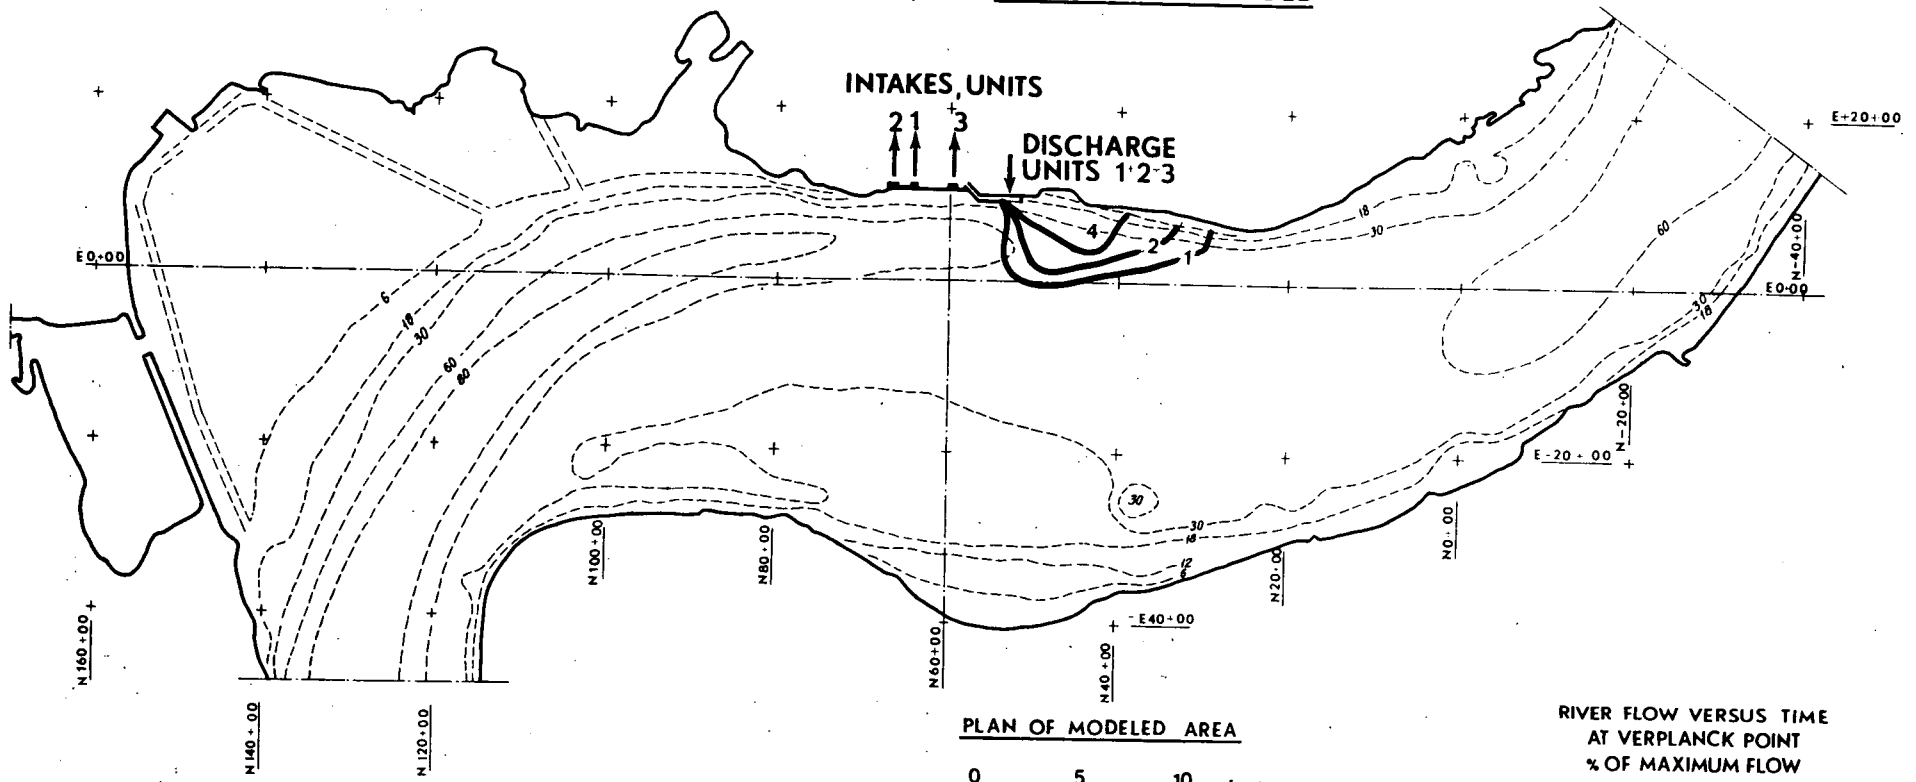 INTAKES, UNITS
2 1 3
DISCHARGE
UNITS 1-2-3
E+20+00
4
2
1
18
30
60
E0+00
N-40+00
E0+00
6
18
30
60
80
30
18
N-20+00
E-20+00
30
30
18
12
6
N100+00
N80+00
N0+00
N20+00
-E40+00
N160+00
N60+00
N40+00
N140+00
N120+00
PLAN OF MODELED AREA
0 5 10
RIVER FLOW VERSUS TIME
AT VERPLANCK POINT
% OF MAXIMUM FLOW